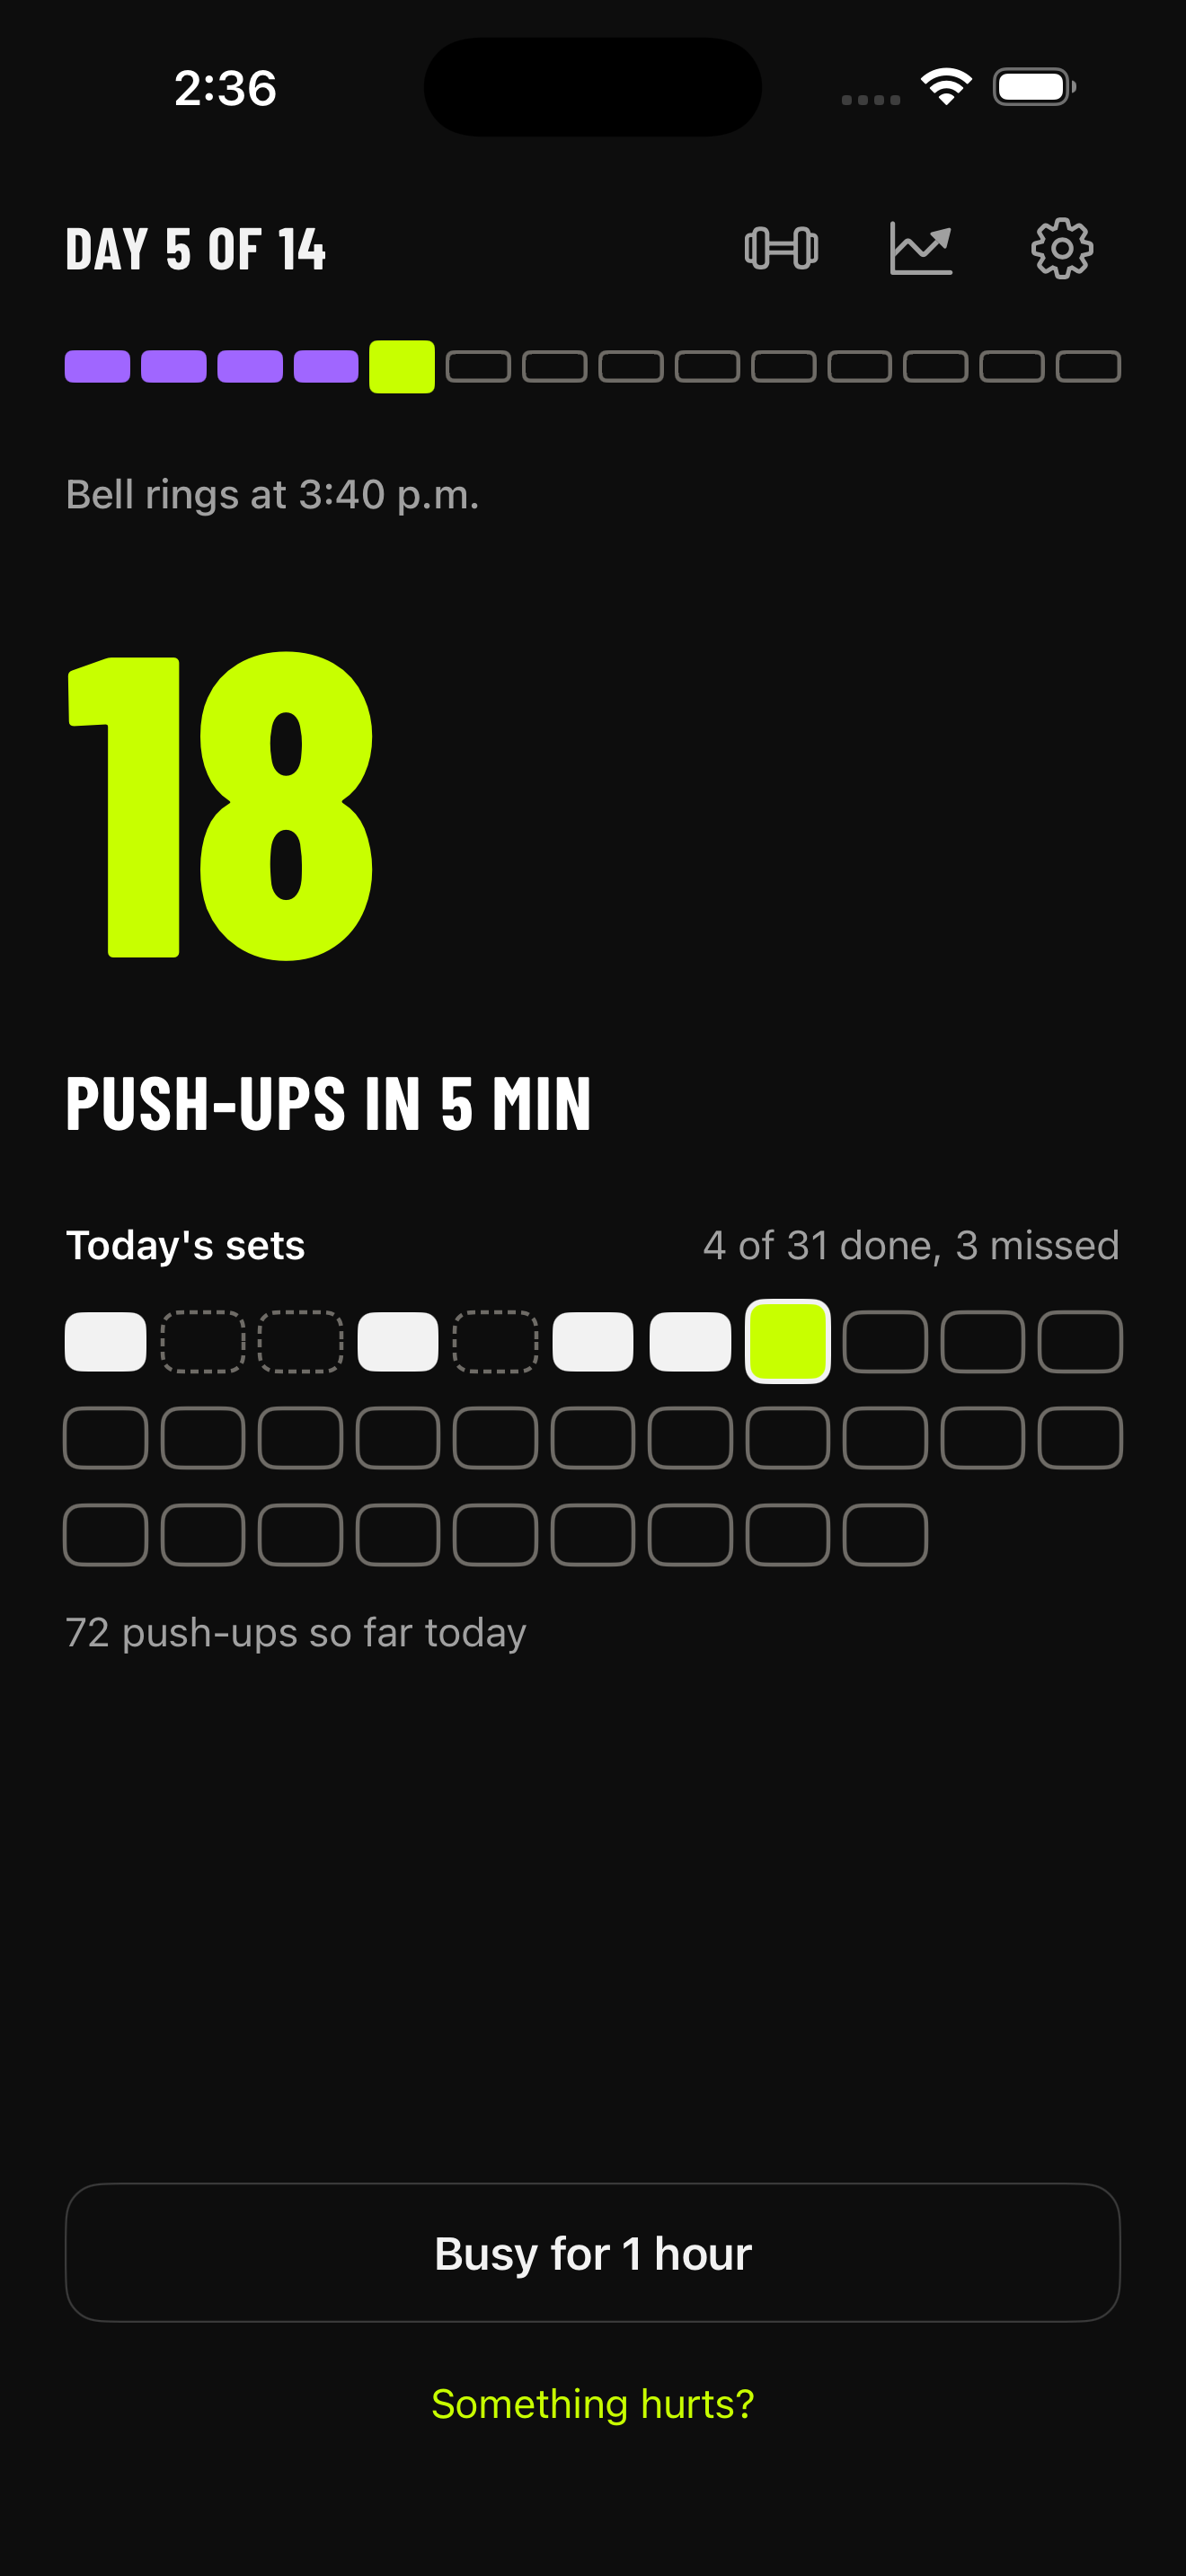 2:36
DAY 5 OF 14
Bell rings at 3:40 p.m.
18
PUSH-UPS IN 5 MIN
Today's sets
4 of 31 done, 3 missed
72 push-ups so far today
Busy for 1 hour
Something hurts?